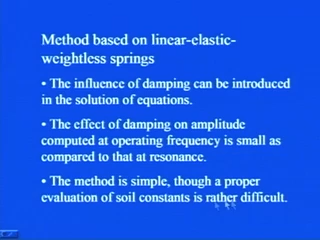 Method based on linear-elastic-
weightless springs
• The influence of damping can be introduced
in the solution of equations.
• The effect of damping on amplitude
computed at operating frequency is small as
compared to that at resonance.
• The method is simple, though a proper
evaluation of soil constants is rather difficult.